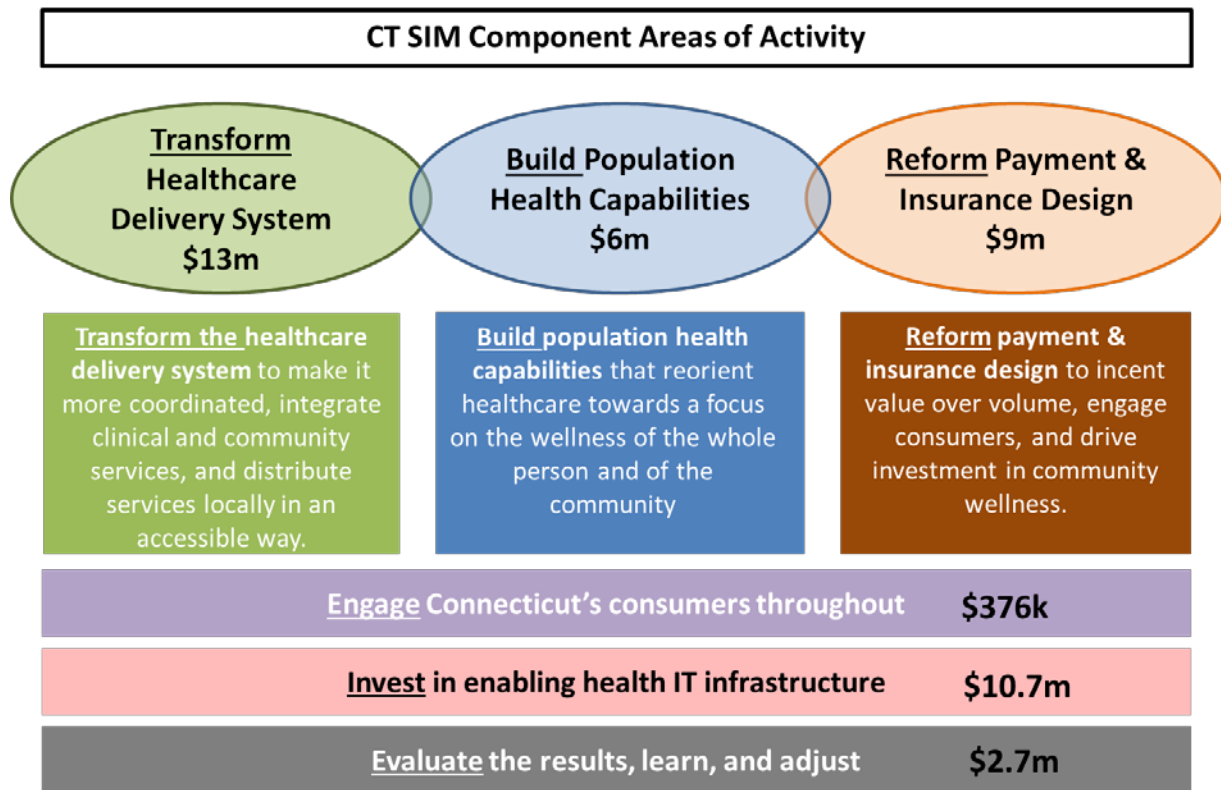 CT SIM Component Areas of Activity
Transform
Healthcare
Delivery System
$13m
Build Population
Health Capabilities
$6m
Reform Payment &
Insurance Design
$9m
Transform the healthcare
delivery system to make it
more coordinated, integrate
clinical and community
services, and distribute
services locally in an
accessible way.
Build population health
capabilities that reorient
healthcare towards a focus
on the wellness of the whole
person and of the
community
Reform payment &
insurance design to incent
value over volume, engage
consumers, and drive
investment in community
wellness.
Engage Connecticut's consumers throughout $376k
Invest in enabling health IT infrastructure $10.7m
Evaluate the results, learn, and adjust $2.7m